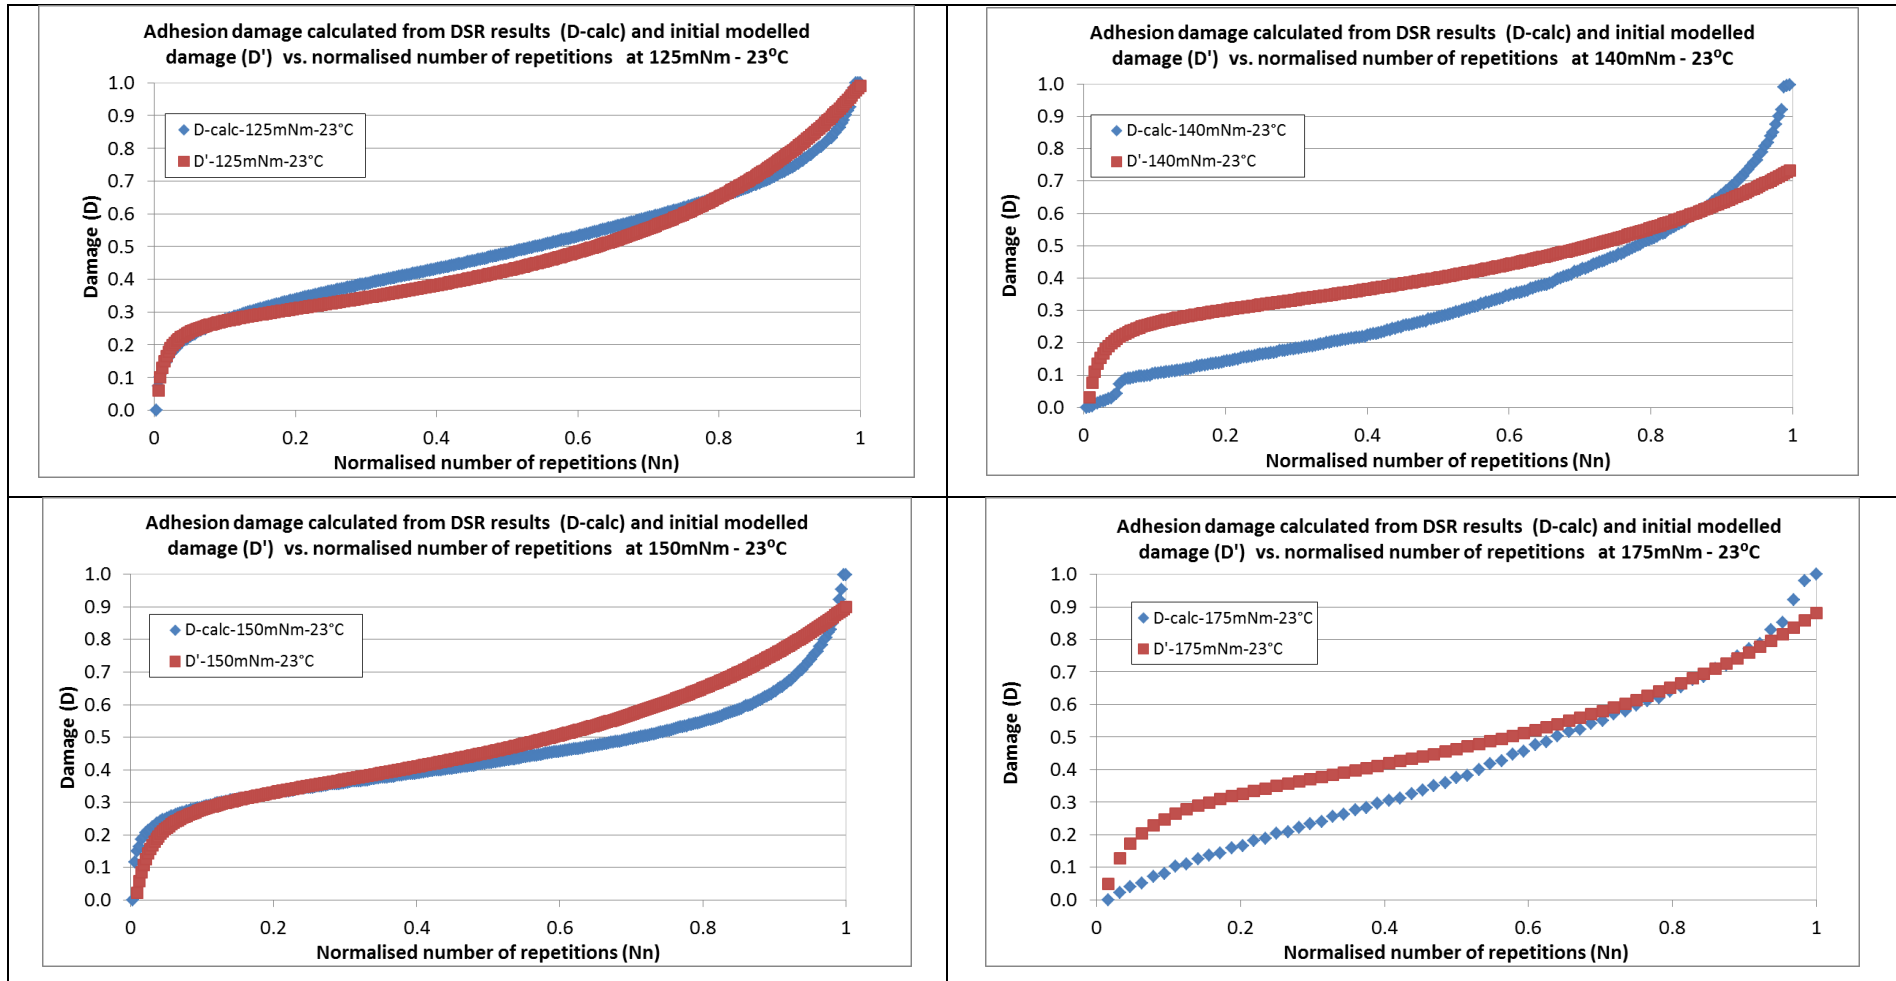 Adhesion damage calculated from DSR results (D-calc) and initial modelled
damage (D') vs. normalised number of repetitions at 125mNm - 23⁰C
1.0
0.9
0.8
0.7
0.6
0.5
0.4
0.3
0.2
0.1
0.0
Damage (D)
D-calc-125mNm-23°C
D'-125mNm-23°C
0 0.2 0.4 0.6 0.8 1
Normalised number of repetitions (Nn)
Adhesion damage calculated from DSR results (D-calc) and initial modelled
damage (D') vs. normalised number of repetitions at 140mNm - 23⁰C
1.0
0.9
0.8
0.7
0.6
0.5
0.4
0.3
0.2
0.1
0.0
Damage (D)
D-calc-140mNm-23°C
D'-140mNm-23°C
0 0.2 0.4 0.6 0.8 1
Normalised number of repetitions (Nn)
Adhesion damage calculated from DSR results (D-calc) and initial modelled
damage (D') vs. normalised number of repetitions at 150mNm - 23⁰C
1.0
0.9
0.8
0.7
0.6
0.5
0.4
0.3
0.2
0.1
0.0
Damage (D)
D-calc-150mNm-23°C
D'-150mNm-23°C
0 0.2 0.4 0.6 0.8 1
Normalised number of repetitions (Nn)
Adhesion damage calculated from DSR results (D-calc) and initial modelled
damage (D') vs. normalised number of repetitions at 175mNm - 23⁰C
1.0
0.9
0.8
0.7
0.6
0.5
0.4
0.3
0.2
0.1
0.0
Damage (D)
D-calc-175mNm-23°C
D'-175mNm-23°C
0 0.2 0.4 0.6 0.8 1
Normalised number of repetitions (Nn)